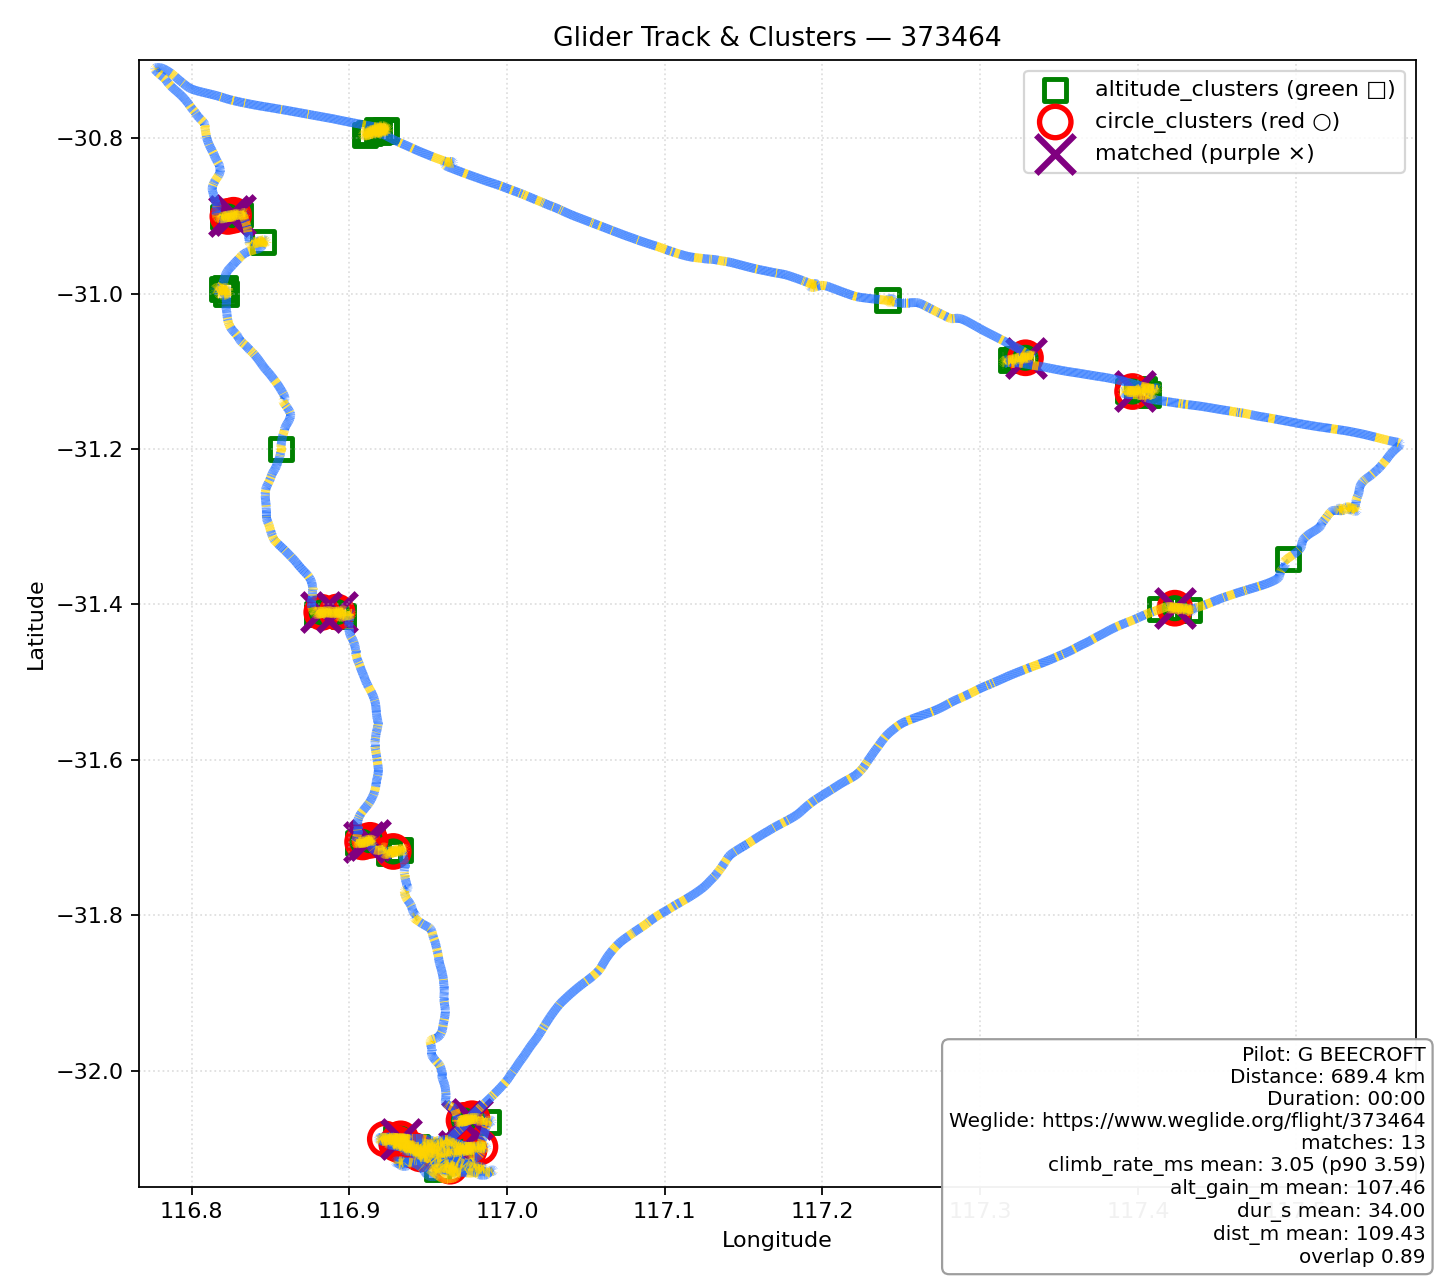 Glider Track & Clusters — 373464
altitude_clusters (green □)
circle_clusters (red ○)
matched (purple ×)
Latitude
−30.8
−31.0
−31.2
−31.4
−31.6
−31.8
−32.0
116.8 116.9 117.0 117.1 117.2 117.3 117.4
Longitude
Pilot: G BEECROFT
Distance: 689.4 km
Duration: 00:00
Weglide: https://www.weglide.org/flight/373464
matches: 13
climb_rate_ms mean: 3.05 (p90 3.59)
alt_gain_m mean: 107.46
dur_s mean: 34.00
dist_m mean: 109.43
overlap 0.89